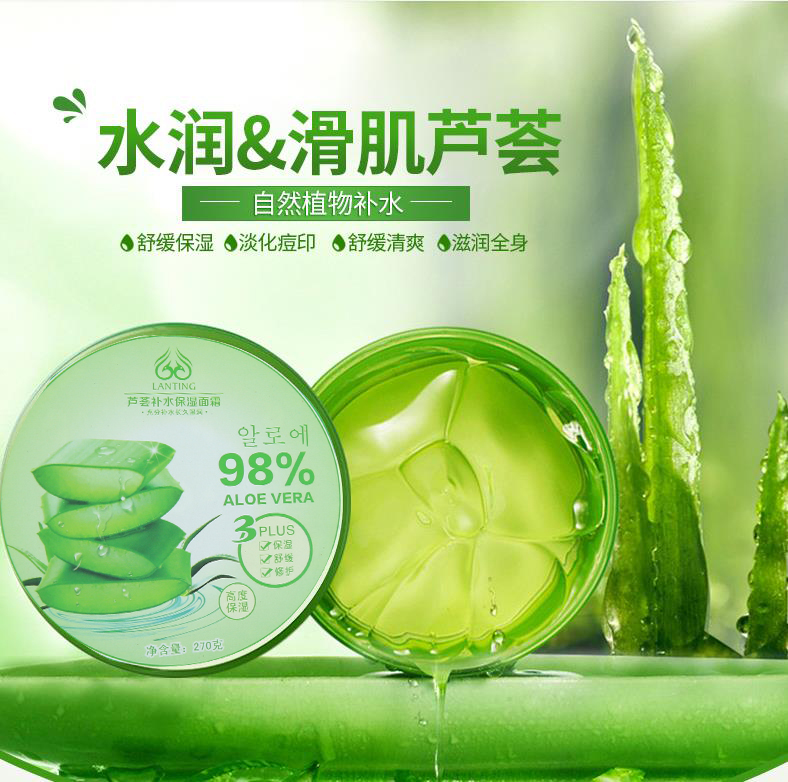 水润&滑肌芦荟
自然植物补水
舒缓保湿 淡化痘印 舒缓清爽 滋润全身
LANTING
芦荟补水保湿面霜
알로에
98%
ALOE VERA
3 PLUS
保湿
舒缓
修护
高度
保湿
净含量：270克